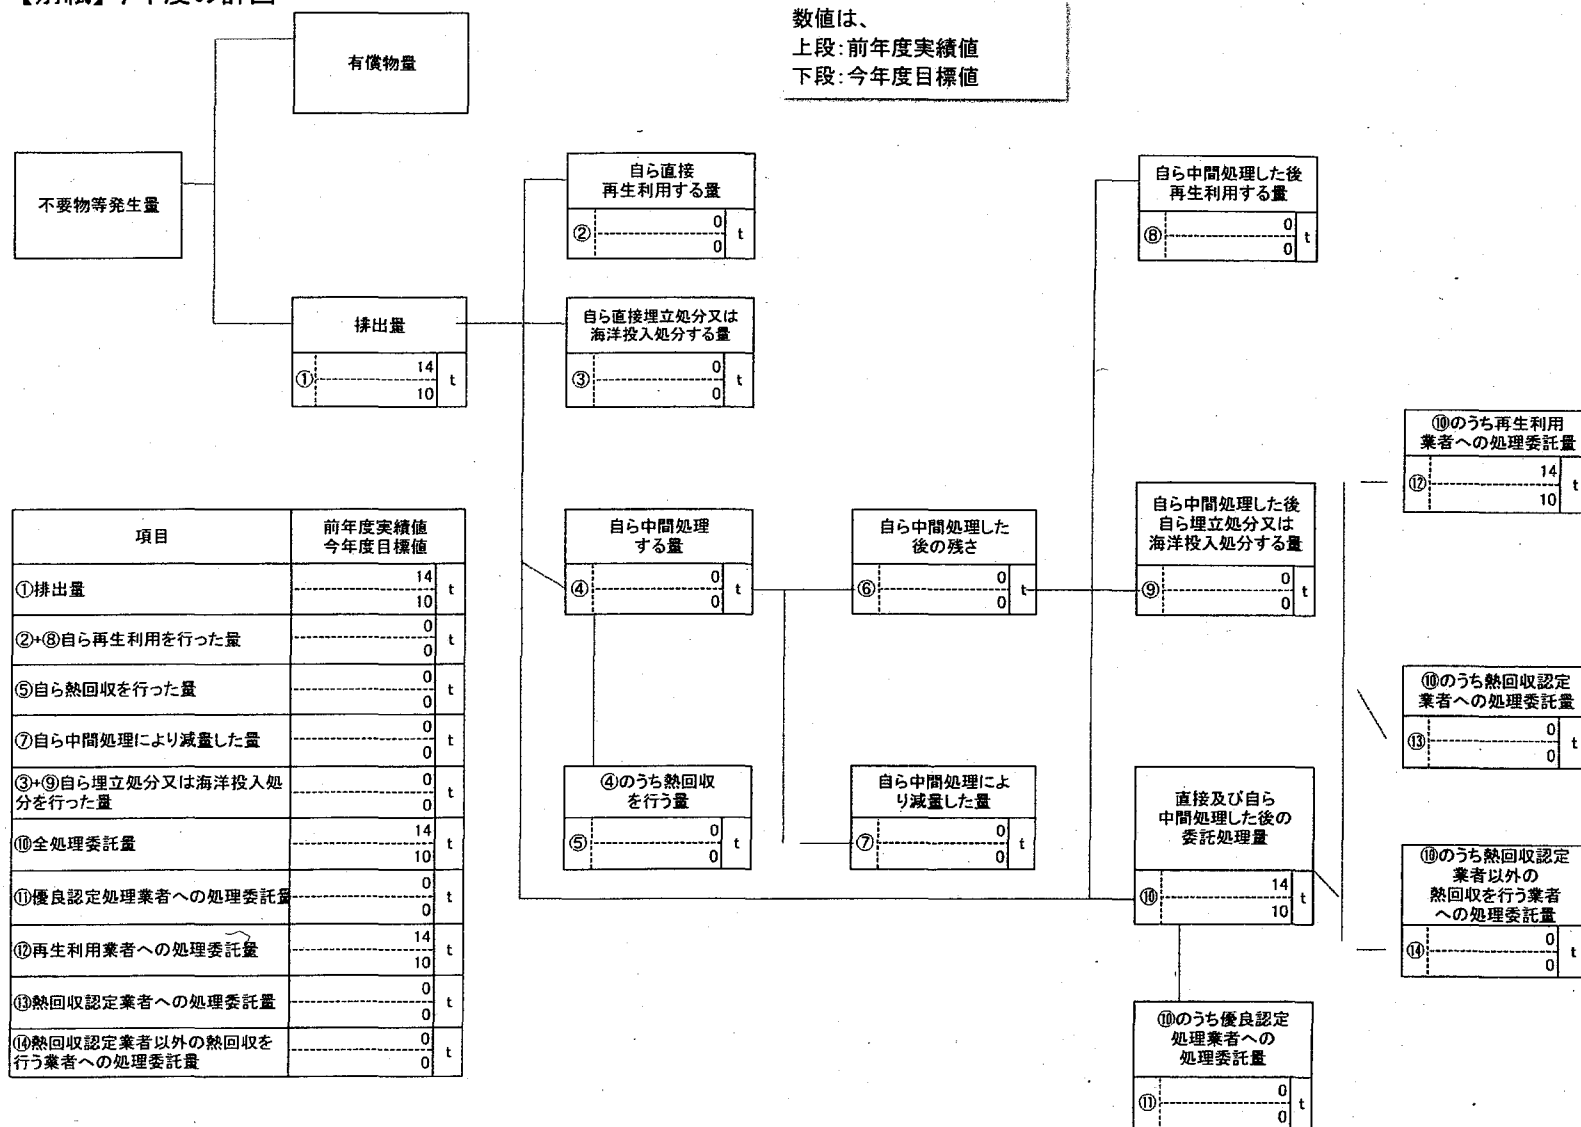 【別紙】今年度の計画
数値は、
上段:前年度実績値
下段:今年度目標値
有償物量
不要物等発生量
排出量
①
14
10
t
自ら直接
再生利用する量
②
0
0
t
自ら直接埋立処分又は
海洋投入処分する量
③
0
0
t
自ら中間処理
する量
④
0
0
t
④のうち熱回収
を行う量
⑤
0
0
t
自ら中間処理した
後の残さ
⑥
0
0
t
自ら中間処理によ
り減量した量
⑦
0
0
t
自ら中間処理した後
再生利用する量
⑧
0
0
t
自ら中間処理した後
自ら埋立処分又は
海洋投入処分する量
⑨
0
0
t
直接及び自ら
中間処理した後の
委託処理量
⑩
14
10
t
⑩のうち優良認定
処理業者への
処理委託量
⑪
0
0
t
⑩のうち再生利用
業者への処理委託量
⑫
14
10
t
⑩のうち熱回収認定
業者への処理委託量
⑬
0
0
t
⑩のうち熱回収認定
業者以外の
熱回収を行う業者
への処理委託量
⑭
0
0
t
項目
前年度実績値
今年度目標値
①排出量
14
10
t
②+⑧自ら再生利用を行った量
0
0
t
⑤自ら熱回収を行った量
0
0
t
⑦自ら中間処理により減量した量
0
0
t
③+⑨自ら埋立処分又は海洋投入処
分を行った量
0
0
t
⑩全処理委託量
14
10
t
⑪優良認定処理業者への処理委託量
0
0
t
⑫再生利用業者への処理委託量
14
10
t
⑬熱回収認定業者への処理委託量
0
0
t
⑭熱回収認定業者以外の熱回収を
行う業者への処理委託量
0
0
t